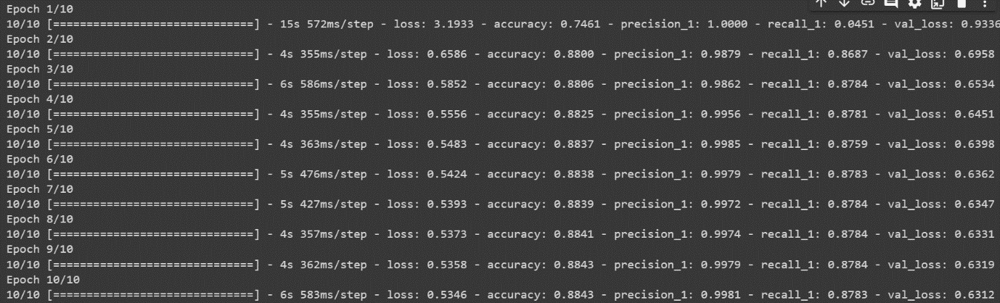 Epoch 1/10
10/10 [==============================] - 15s 572ms/step - loss: 3.1933 - accuracy: 0.7461 - precision_1: 1.0000 - recall_1: 0.0451 - val_loss: 0.9336
Epoch 2/10
10/10 [==============================] - 4s 355ms/step - loss: 0.6586 - accuracy: 0.8800 - precision_1: 0.9879 - recall_1: 0.8687 - val_loss: 0.6958
Epoch 3/10
10/10 [==============================] - 6s 586ms/step - loss: 0.5852 - accuracy: 0.8806 - precision_1: 0.9862 - recall_1: 0.8784 - val_loss: 0.6534
Epoch 4/10
10/10 [==============================] - 4s 355ms/step - loss: 0.5556 - accuracy: 0.8825 - precision_1: 0.9956 - recall_1: 0.8781 - val_loss: 0.6451
Epoch 5/10
10/10 [==============================] - 4s 363ms/step - loss: 0.5483 - accuracy: 0.8837 - precision_1: 0.9985 - recall_1: 0.8759 - val_loss: 0.6398
Epoch 6/10
10/10 [==============================] - 5s 476ms/step - loss: 0.5424 - accuracy: 0.8838 - precision_1: 0.9979 - recall_1: 0.8783 - val_loss: 0.6362
Epoch 7/10
10/10 [==============================] - 5s 427ms/step - loss: 0.5393 - accuracy: 0.8839 - precision_1: 0.9972 - recall_1: 0.8784 - val_loss: 0.6347
Epoch 8/10
10/10 [==============================] - 4s 357ms/step - loss: 0.5373 - accuracy: 0.8841 - precision_1: 0.9974 - recall_1: 0.8784 - val_loss: 0.6331
Epoch 9/10
10/10 [==============================] - 4s 362ms/step - loss: 0.5358 - accuracy: 0.8843 - precision_1: 0.9979 - recall_1: 0.8784 - val_loss: 0.6319
Epoch 10/10
10/10 [==============================] - 6s 583ms/step - loss: 0.5346 - accuracy: 0.8843 - precision_1: 0.9981 - recall_1: 0.8783 - val_loss: 0.6312